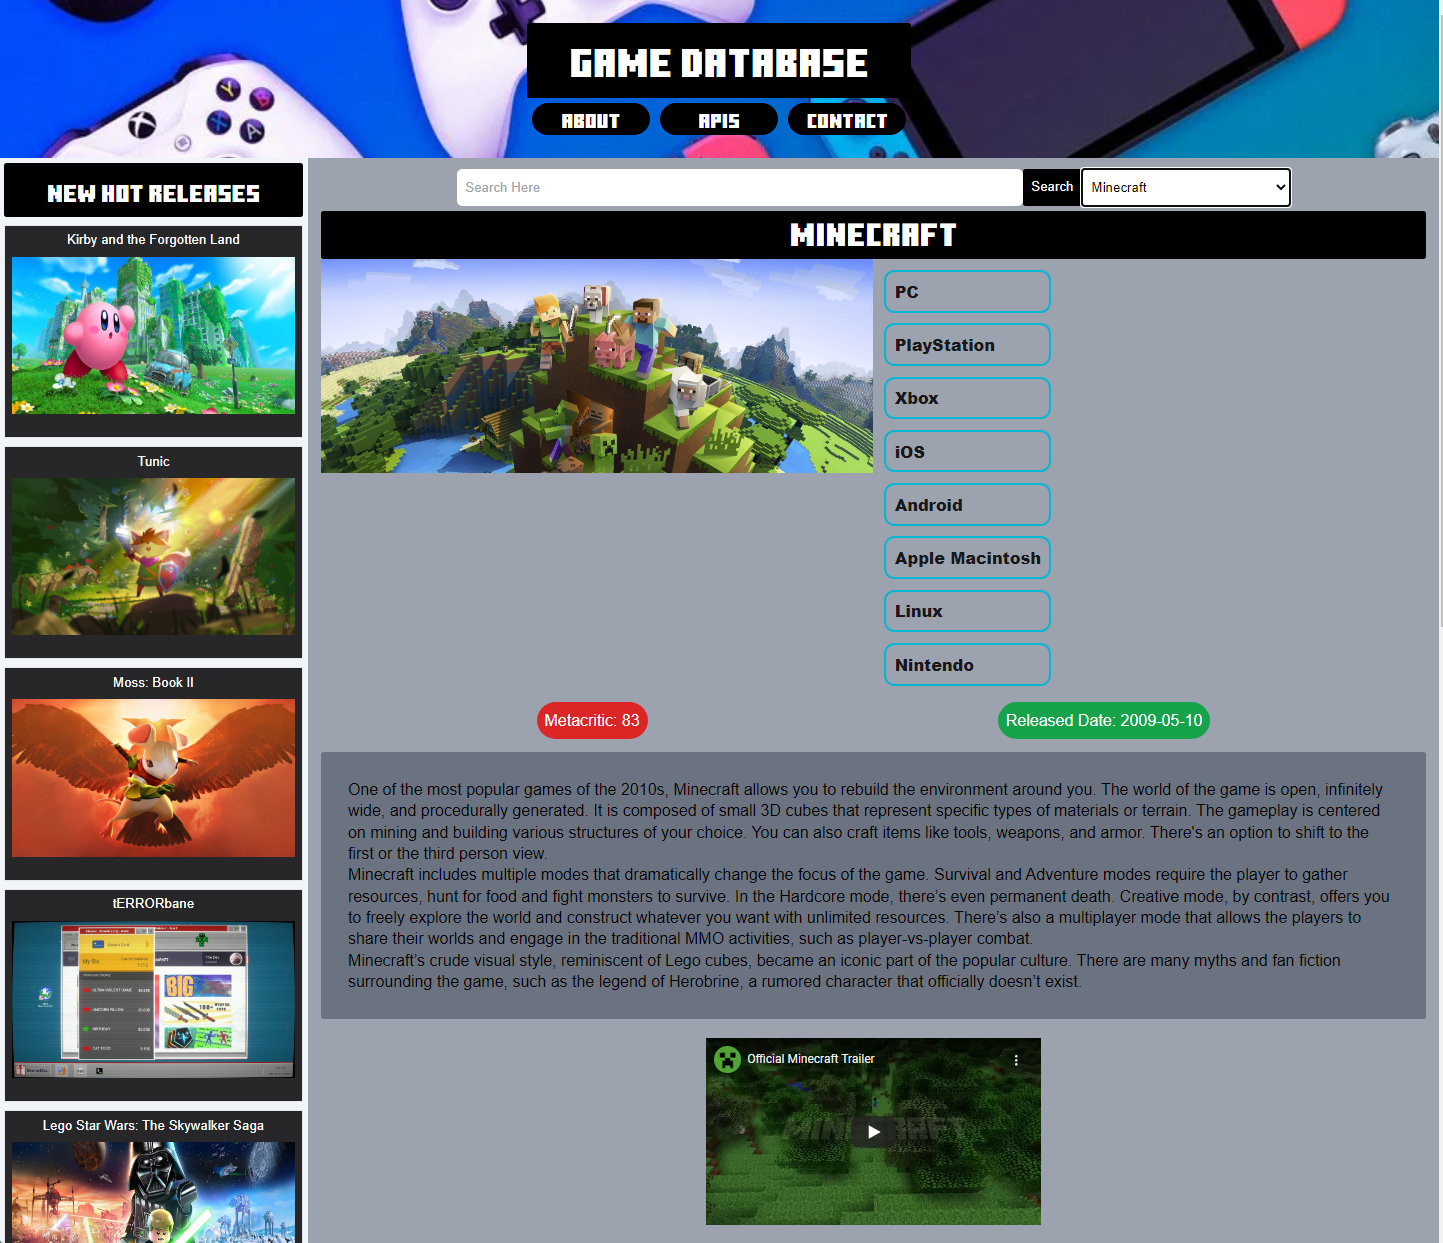 GAME DATABASE
ABOUT
APIS
CONTACT
NEW HOT RELEASES
Kirby and the Forgotten Land
Tunic
Moss: Book II
tERRORbane
My Bio
ULTRA-VIOLENT GAME
BIRTHDAY
CAT FOOD
BIG
100+
Lego Star Wars: The Skywalker Saga
Search Here
Search
Minecraft
MINECRAFT
PC
PlayStation
Xbox
iOS
Android
Apple Macintosh
Linux
Nintendo
Metacritic: 83
Released Date: 2009-05-10
One of the most popular games of the 2010s, Minecraft allows you to rebuild the environment around you. The world of the game is open, infinitely
wide, and procedurally generated. It is composed of small 3D cubes that represent specific types of materials or terrain. The gameplay is centered
on mining and building various structures of your choice. You can also craft items like tools, weapons, and armor. There's an option to shift to the
first or the third person view.
Minecraft includes multiple modes that dramatically change the focus of the game. Survival and Adventure modes require the player to gather
resources, hunt for food and fight monsters to survive. In the Hardcore mode, there’s even permanent death. Creative mode, by contrast, offers you
to freely explore the world and construct whatever you want with unlimited resources. There’s also a multiplayer mode that allows the players to
share their worlds and engage in the traditional MMO activities, such as player-vs-player combat.
Minecraft’s crude visual style, reminiscent of Lego cubes, became an iconic part of the popular culture. There are many myths and fan fiction
surrounding the game, such as the legend of Herobrine, a rumored character that officially doesn’t exist.
Official Minecraft Trailer
MINECRAFT